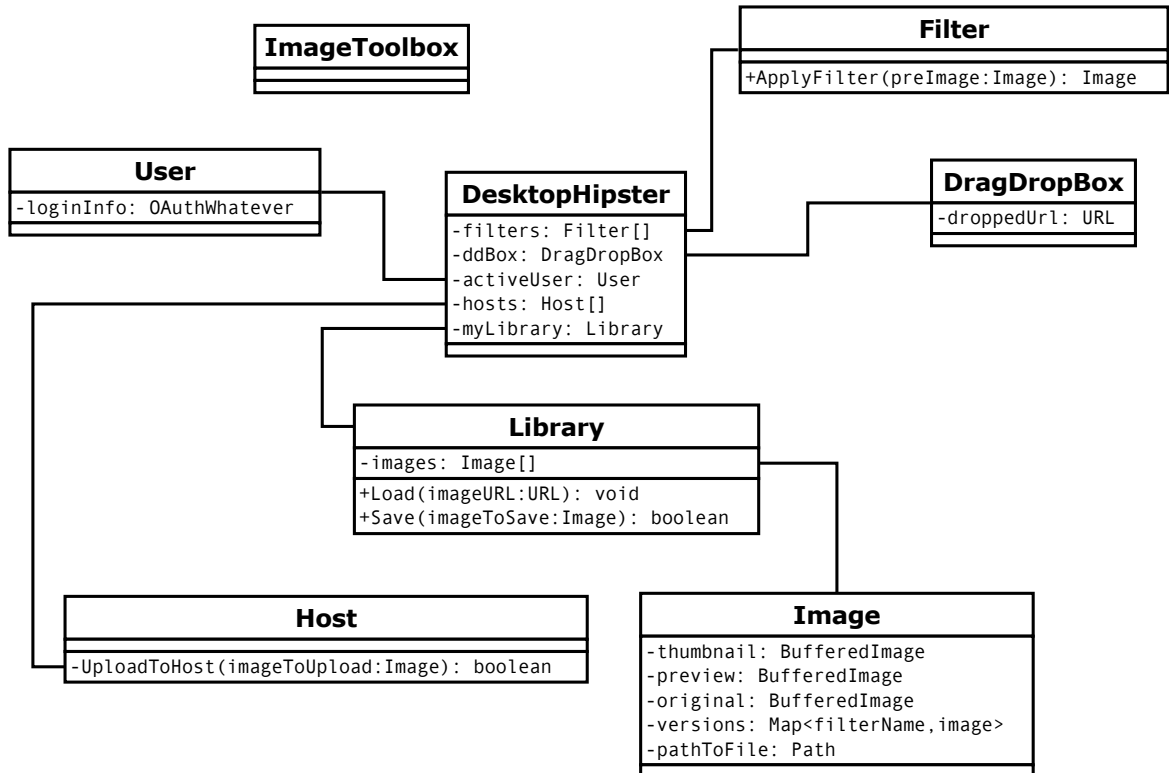 ImageToolbox
Filter
+ApplyFilter(preImage:Image): Image
User
-loginInfo: OAuthWhatever
DesktopHipster
-filters: Filter[]
-ddBox: DragDropBox
-activeUser: User
-hosts: Host[]
-myLibrary: Library
DragDropBox
-droppedUrl: URL
Library
-images: Image[]
+Load(imageURL:URL): void
+Save(imageToSave:Image): boolean
Host
-UploadToHost(imageToUpload:Image): boolean
Image
-thumbnail: BufferedImage
-preview: BufferedImage
-original: BufferedImage
-versions: Map<filterName,image>
-pathToFile: Path